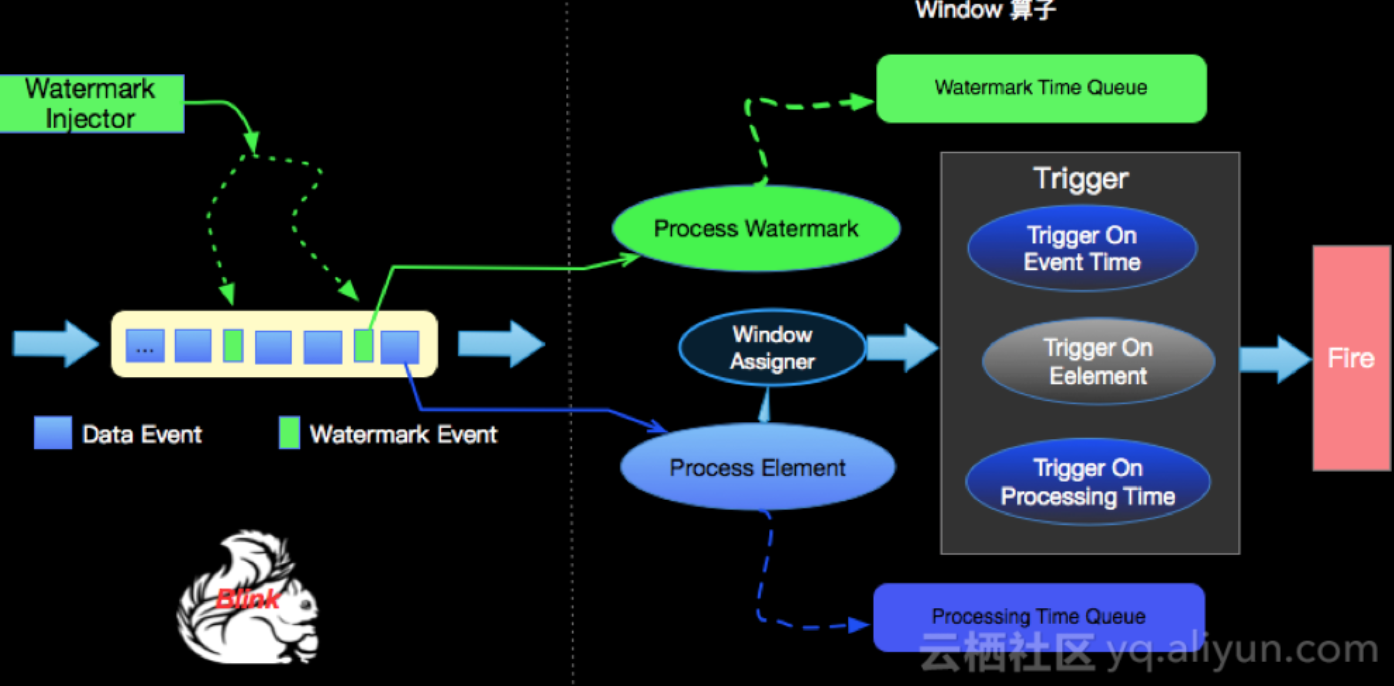 Window 算子
Watermark
Injector
Watermark Time Queue
Trigger
Process Watermark
Trigger On
Event Time
...
Window
Assigner
Trigger On
Eelement
Fire
Data Event
Watermark Event
Process Element
Trigger On
Processing Time
Blink
Processing Time Queue
云栖社区 yq.aliyun.com